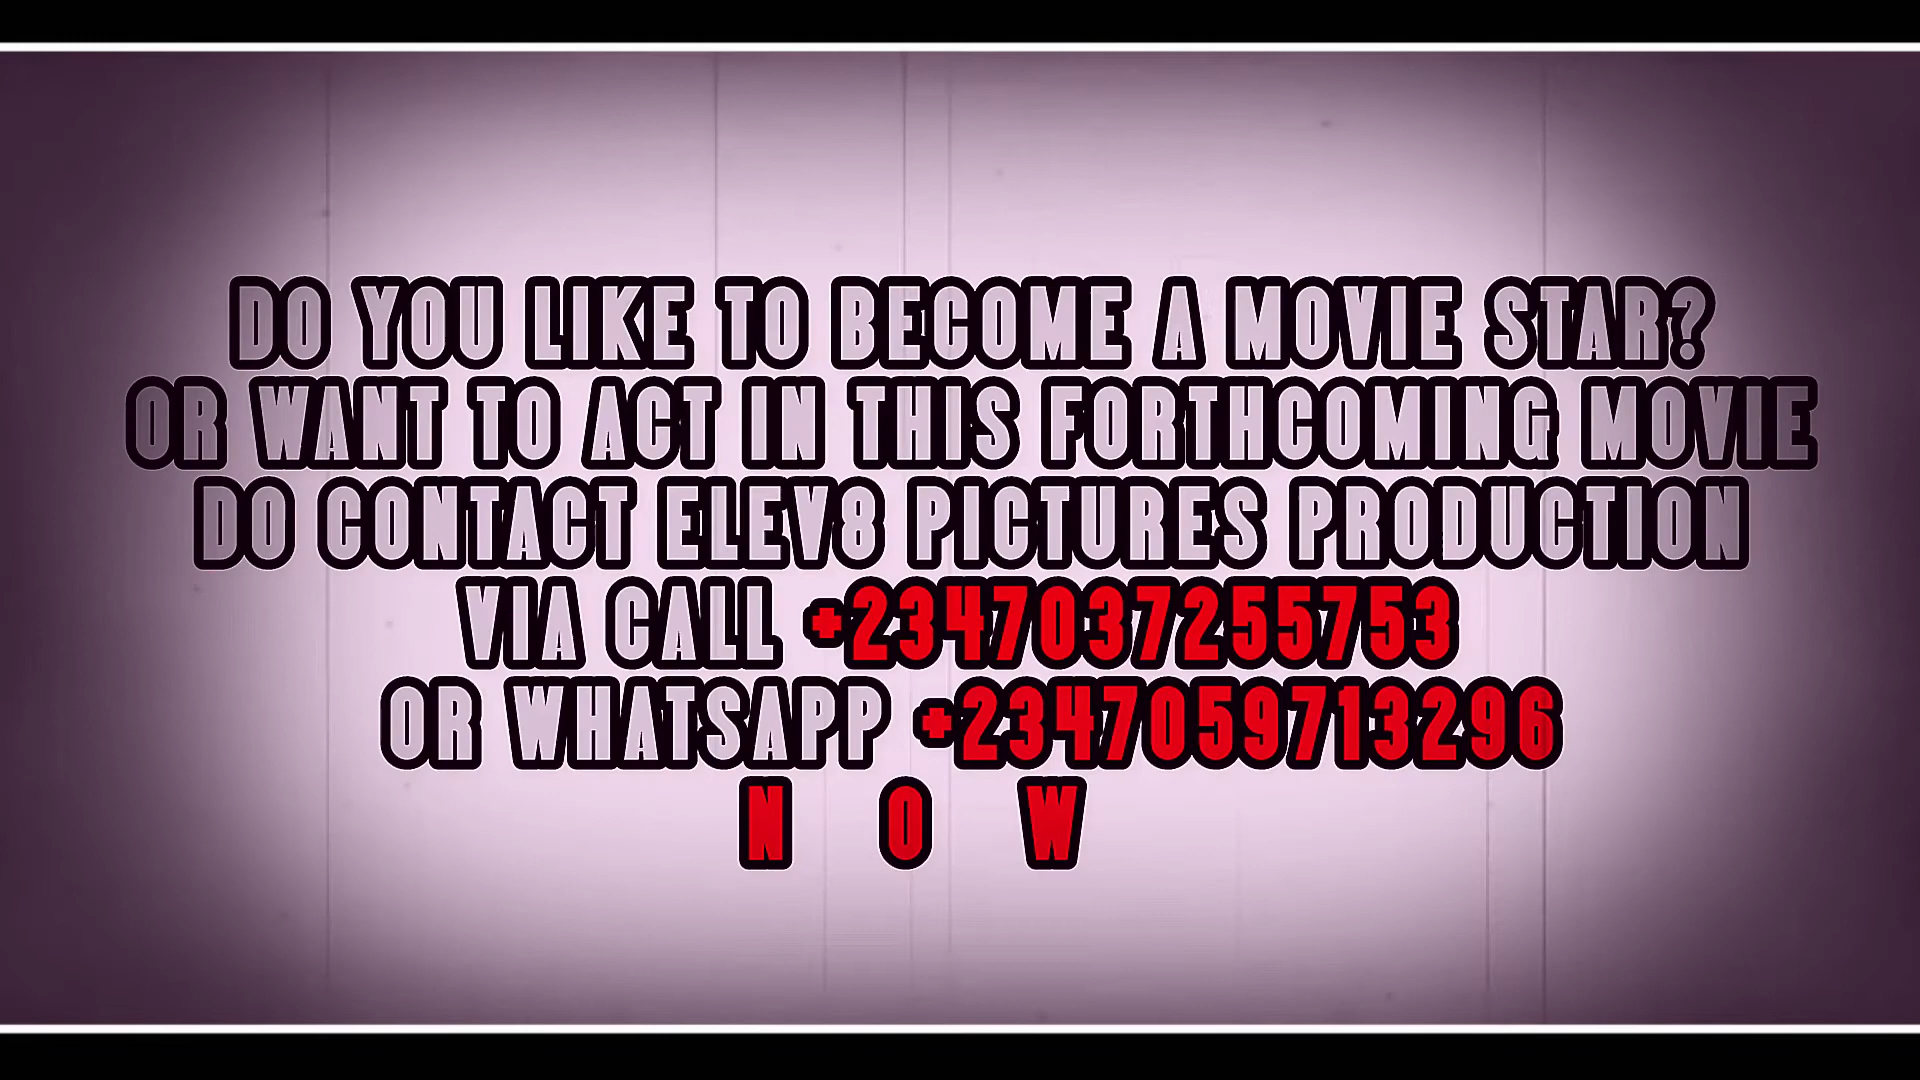 DO YOU LIKE TO BECOME A MOVIE STAR?
OR WANT TO ACT IN THIS FORTHCOMING MOVIE
DO CONTACT ELEV8 PICTURES PRODUCTION
VIA CALL +2347037255753
OR WHATSAPP +2347059713296
N O W